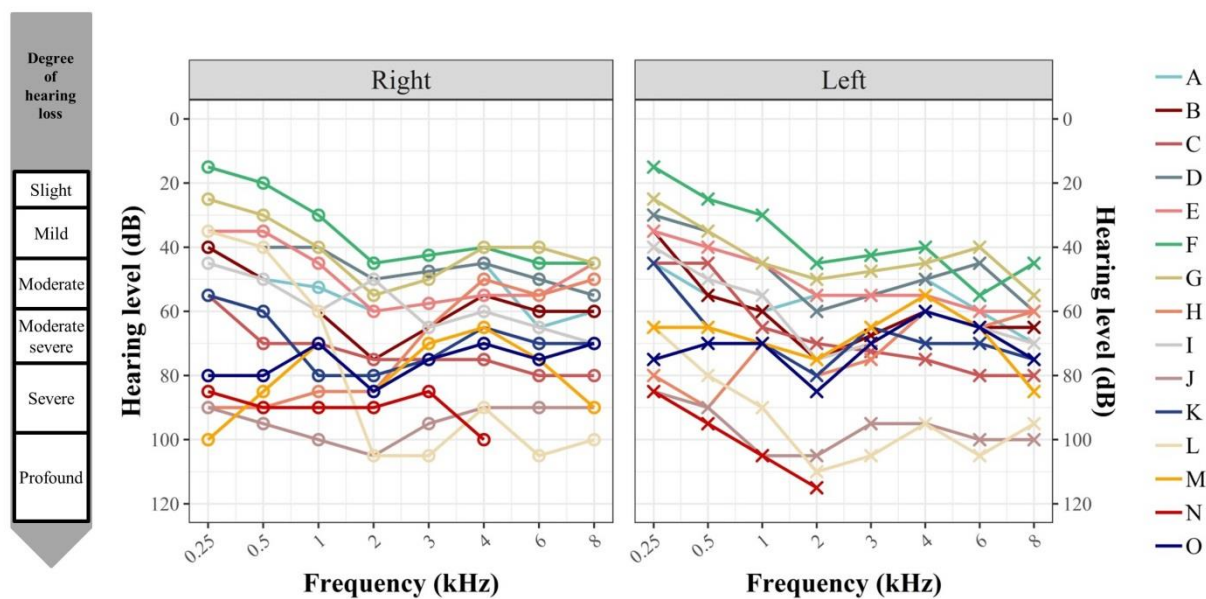 Degree
of
hearing
loss
Slight
Mild
Moderate
Moderate
severe
Severe
Profound
Right
Left
Hearing level (dB)
0
20
40
60
80
100
120
0.25
0.5
1
2
3
4
6
8
Frequency (kHz)
0
20
40
60
80
100
120
Hearing level (dB)
0.25
0.5
1
2
3
4
6
8
Frequency (kHz)
A
B
C
D
E
F
G
H
I
J
K
L
M
N
O